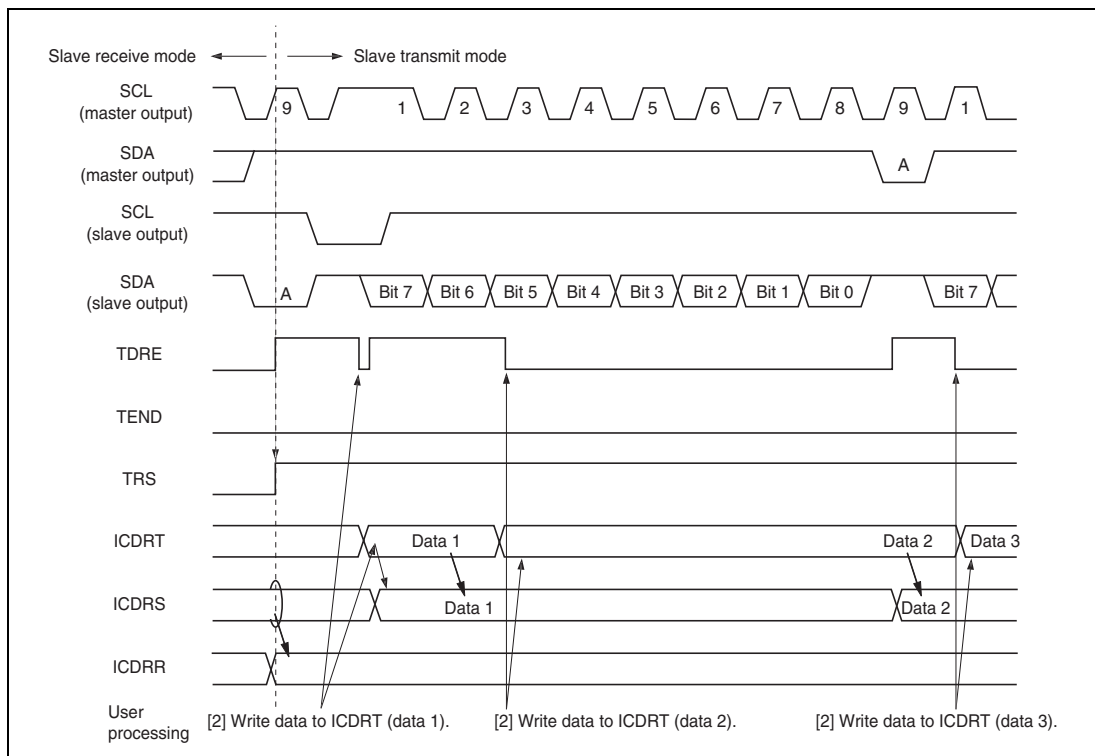 Slave receive mode Slave transmit mode
SCL
(master output)
9 1 2 3 4 5 6 7 8 9 1
SDA
(master output)
A
SCL
(slave output)
SDA
(slave output)
A Bit 7 Bit 6 Bit 5 Bit 4 Bit 3 Bit 2 Bit 1 Bit 0 Bit 7
TDRE
TEND
TRS
ICDRT Data 1 Data 2 Data 3
ICDRS Data 1 Data 2
ICDRR
User
processing
[2] Write data to ICDRT (data 1). [2] Write data to ICDRT (data 2). [2] Write data to ICDRT (data 3).